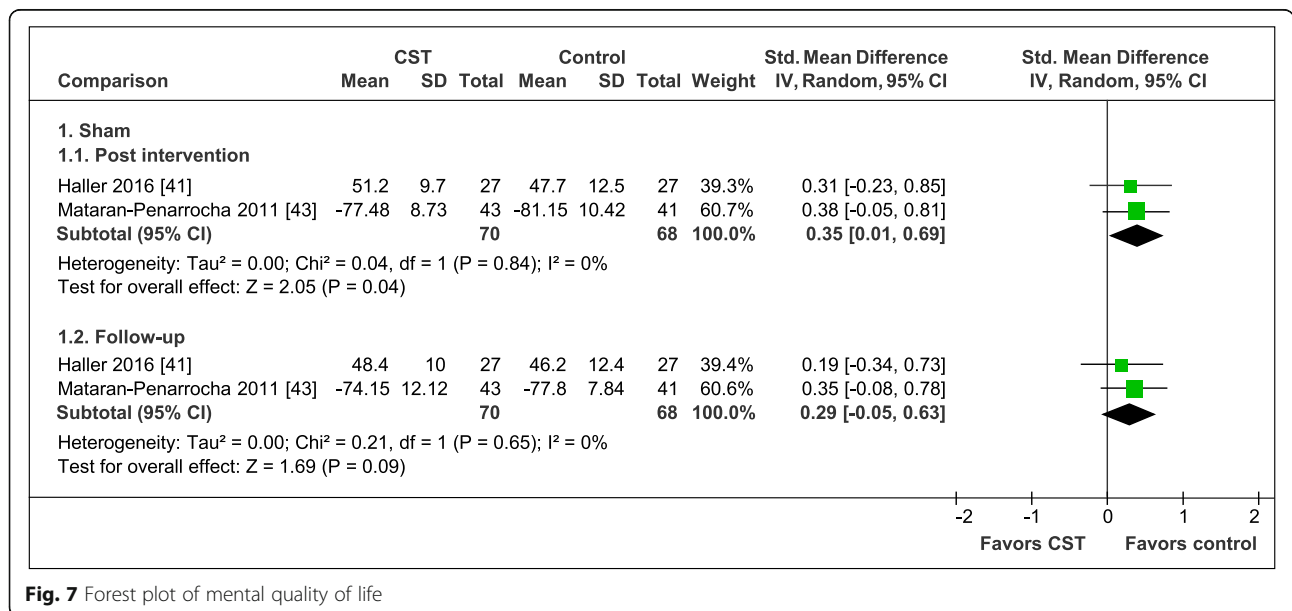 CST Control Std. Mean Difference Std. Mean Difference
Comparison Mean SD Total Mean SD Total Weight IV, Random, 95% CI IV, Random, 95% CI
1. Sham
1.1. Post intervention
Haller 2016 [41] 51.2 9.7 27 47.7 12.5 27 39.3% 0.31 [-0.23, 0.85]
Mataran-Penarrocha 2011 [43] -77.48 8.73 43 -81.15 10.42 41 60.7% 0.38 [-0.05, 0.81]
Subtotal (95% CI) 70 68 100.0% 0.35 [0.01, 0.69]
Heterogeneity: Tau² = 0.00; Chi² = 0.04, df = 1 (P = 0.84); I² = 0%
Test for overall effect: Z = 2.05 (P = 0.04)
1.2. Follow-up
Haller 2016 [41] 48.4 10 27 46.2 12.4 27 39.4% 0.19 [-0.34, 0.73]
Mataran-Penarrocha 2011 [43] -74.15 12.12 43 -77.8 7.84 41 60.6% 0.35 [-0.08, 0.78]
Subtotal (95% CI) 70 68 100.0% 0.29 [-0.05, 0.63]
Heterogeneity: Tau² = 0.00; Chi² = 0.21, df = 1 (P = 0.65); I² = 0%
Test for overall effect: Z = 1.69 (P = 0.09)
-2 -1 0 1 2
Favors CST Favors control
Fig. 7 Forest plot of mental quality of life